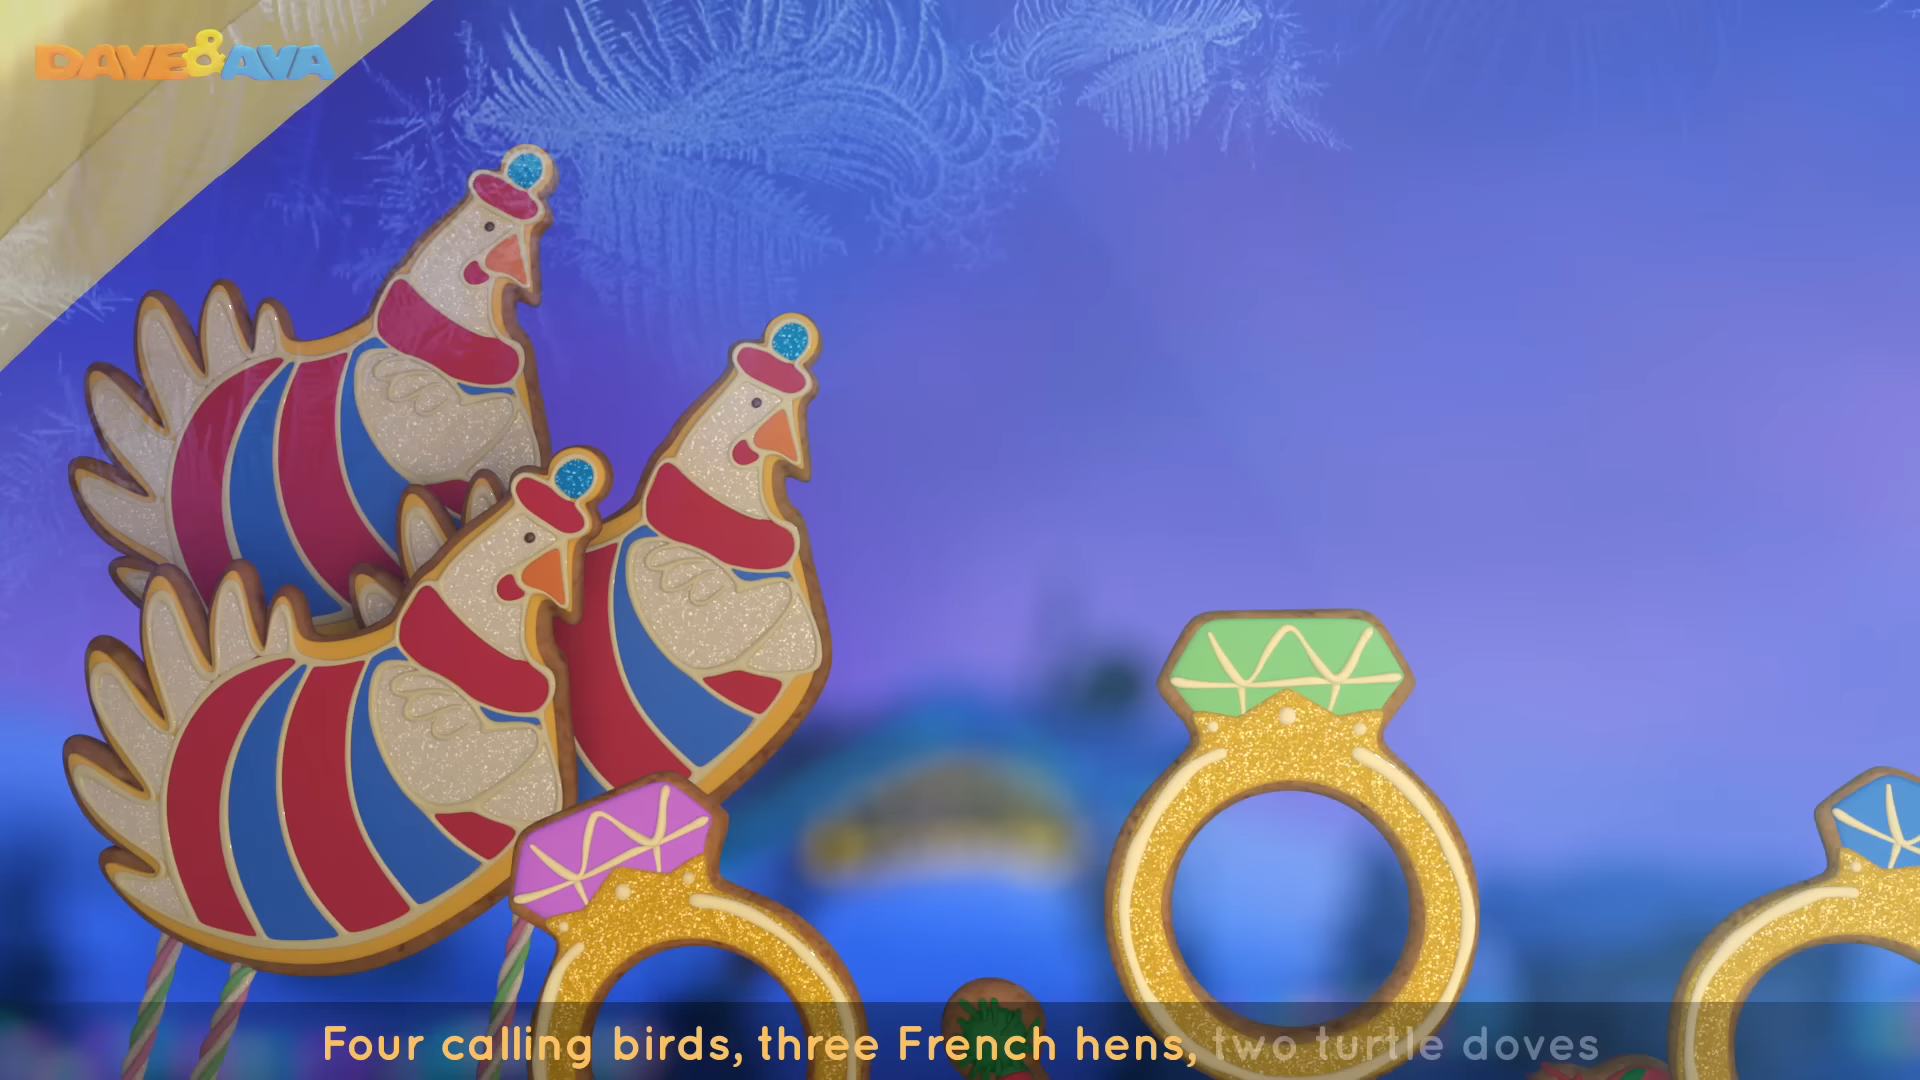 DAVE & AVA
Four calling birds, three French hens, two turtle doves